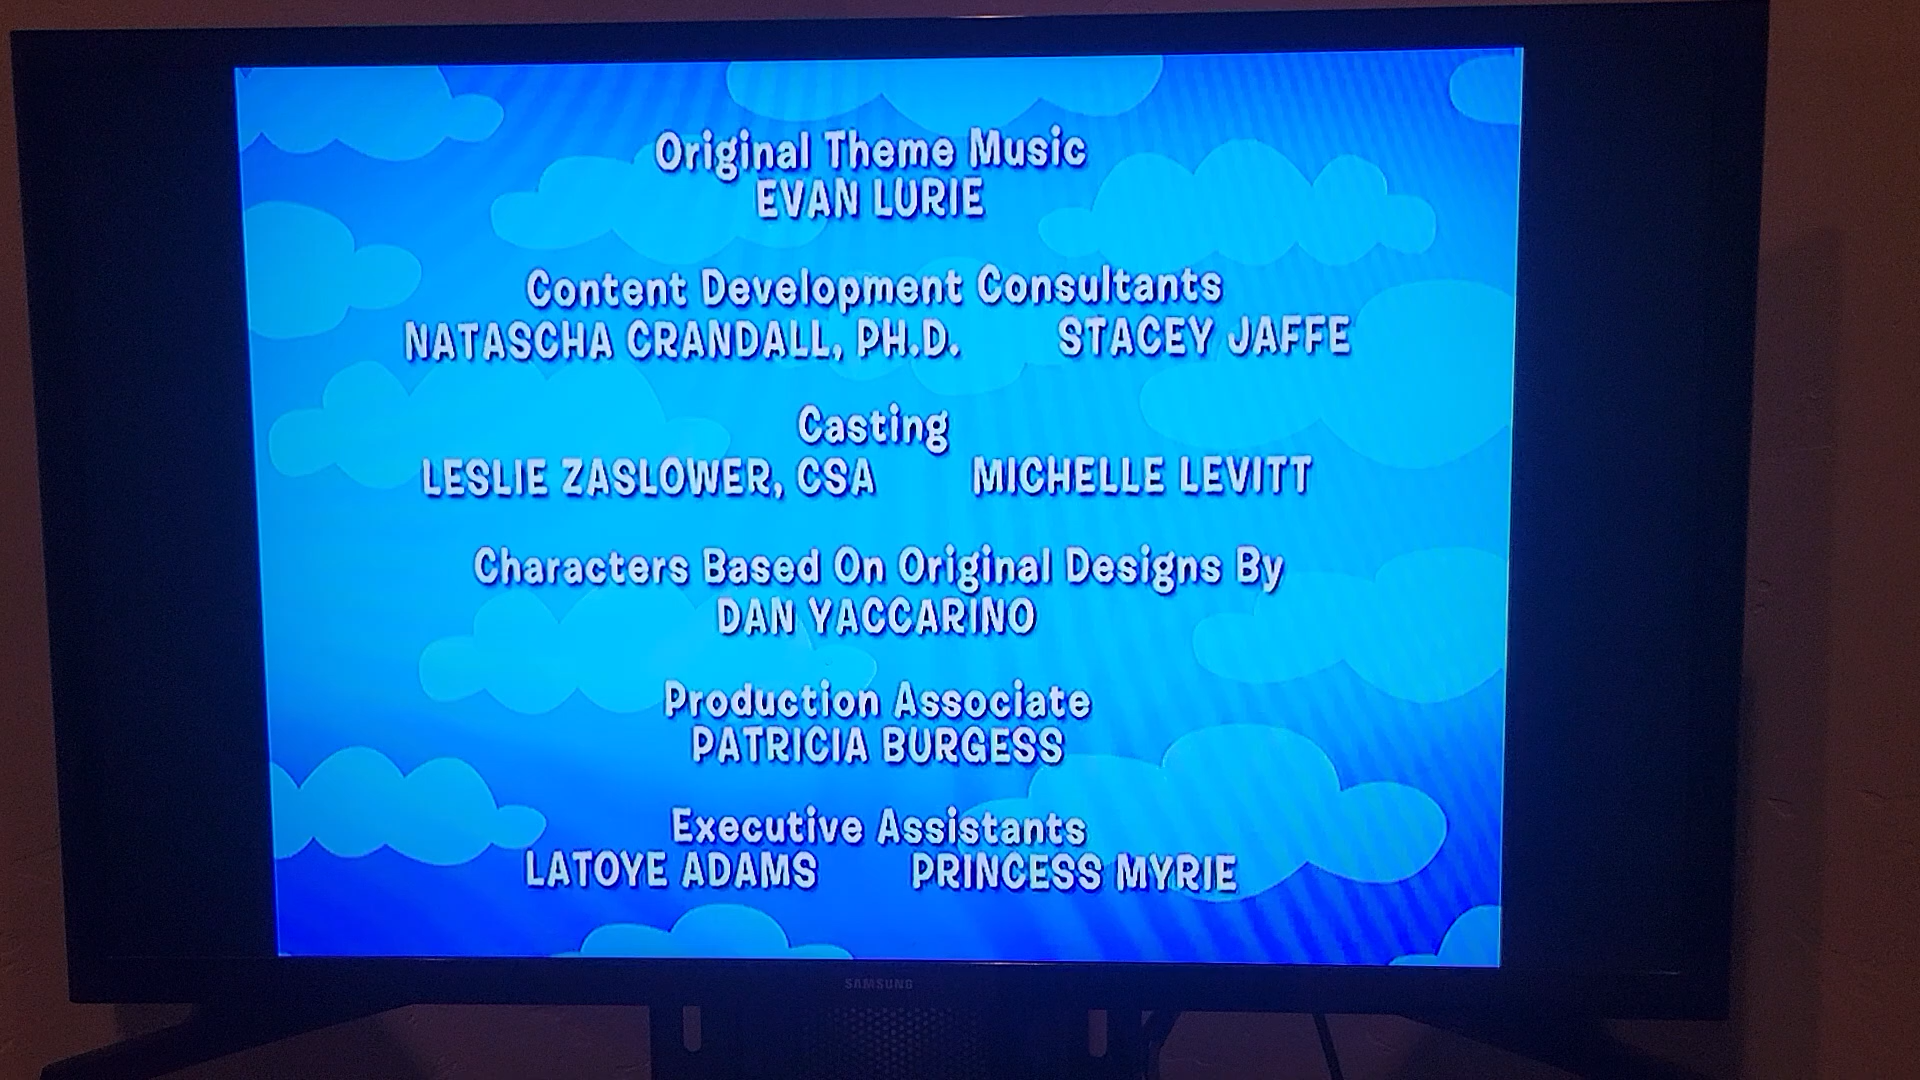 Original Theme Music
EVAN LURIE
Content Development Consultants
NATASCHA CRANDALL, PH.D. STACEY JAFFE
Casting
LESLIE ZASLOWER, CSA MICHELLE LEVITT
Characters Based On Original Designs By
DAN YACCARINO
Production Associate
PATRICIA BURGESS
Executive Assistants
LATOYE ADAMS PRINCESS MYRIE
SAMSUNG